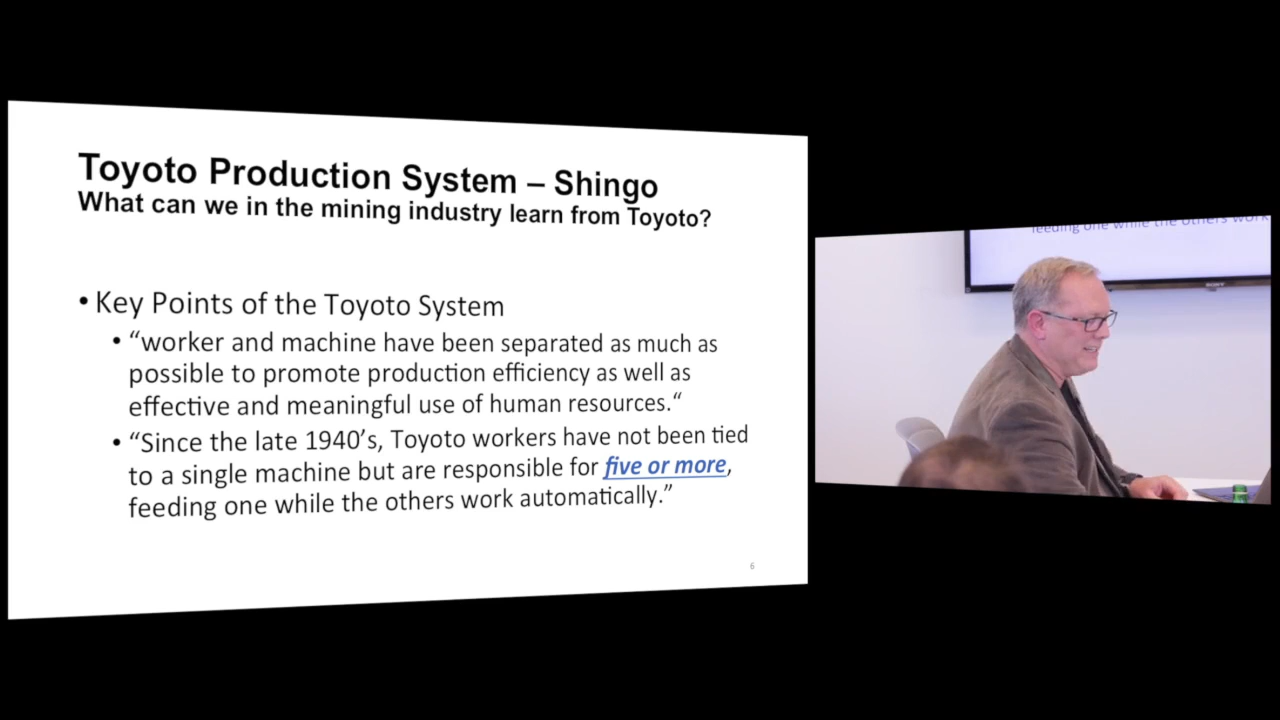 Toyoto Production System – Shingo
What can we in the mining industry learn from Toyoto?
• Key Points of the Toyoto System
• “worker and machine have been separated as much as
possible to promote production efficiency as well as
effective and meaningful use of human resources.“
• “Since the late 1940’s, Toyoto workers have not been tied
to a single machine but are responsible for five or more,
feeding one while the others work automatically.”
6
feeding one while the others work
SONY